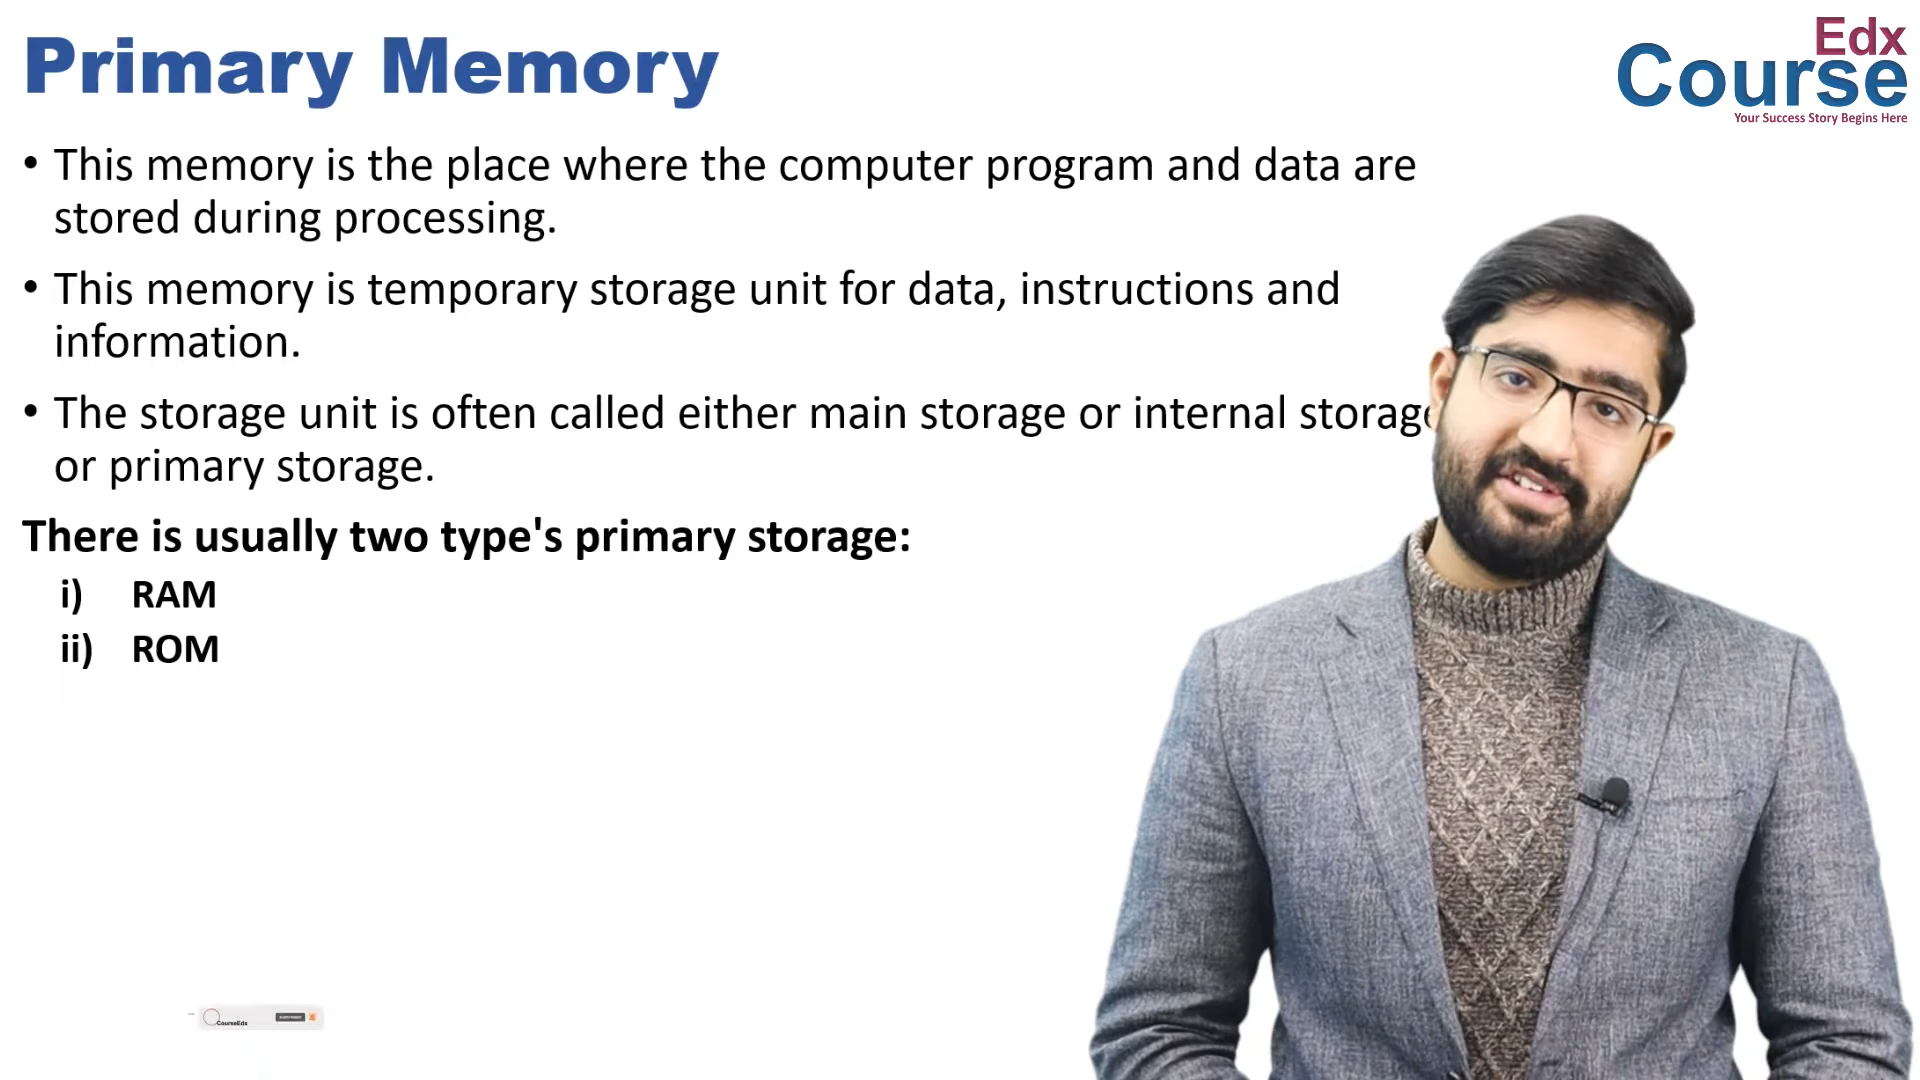 Primary Memory
Edx
Course
Your Success Story Begins Here
• This memory is the place where the computer program and data are
stored during processing.
• This memory is temporary storage unit for data, instructions and
information.
• The storage unit is often called either main storage or internal storage
or primary storage.
There is usually two type's primary storage:
i) RAM
ii) ROM
CourseEdx